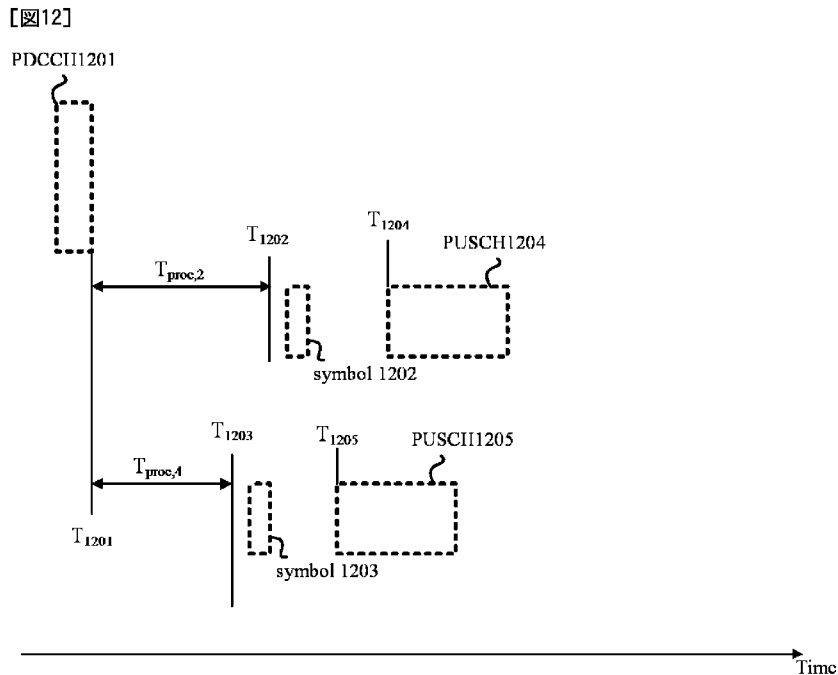 [図12]
PDCCH1201
T1202
T1204
PUSCH1204
Tproc,2
symbol 1202
T1203
T1205
PUSCH1205
Tproc,4
T1201
symbol 1203
Time